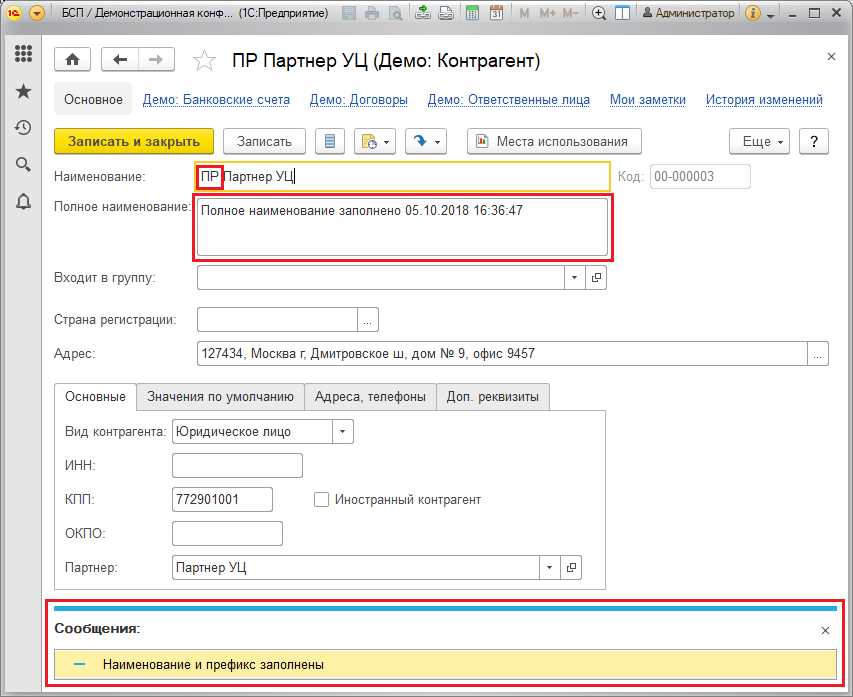 БСП / Демонстрационная конф... (1С:Предприятие) M M+ M- Администратор
ПР Партнер УЦ (Демо: Контрагент)
Основное Демо: Банковские счета Демо: Договоры Демо: Ответственные лица Мои заметки История изменений
Записать и закрыть Записать Места использования Еще ?
Наименование: ПР Партнер УЦ Код: 00-000003
Полное наименование: Полное наименование заполнено 05.10.2018 16:36:47
Входит в группу:
Страна регистрации: ...
Адрес: 127434, Москва г, Дмитровское ш, дом № 9, офис 9457 ...
Основные Значения по умолчанию Адреса, телефоны Доп. реквизиты
Вид контрагента: Юридическое лицо
ИНН:
КПП: 772901001 Иностранный контрагент
ОКПО:
Партнер: Партнер УЦ
Сообщения:
Наименование и префикс заполнены